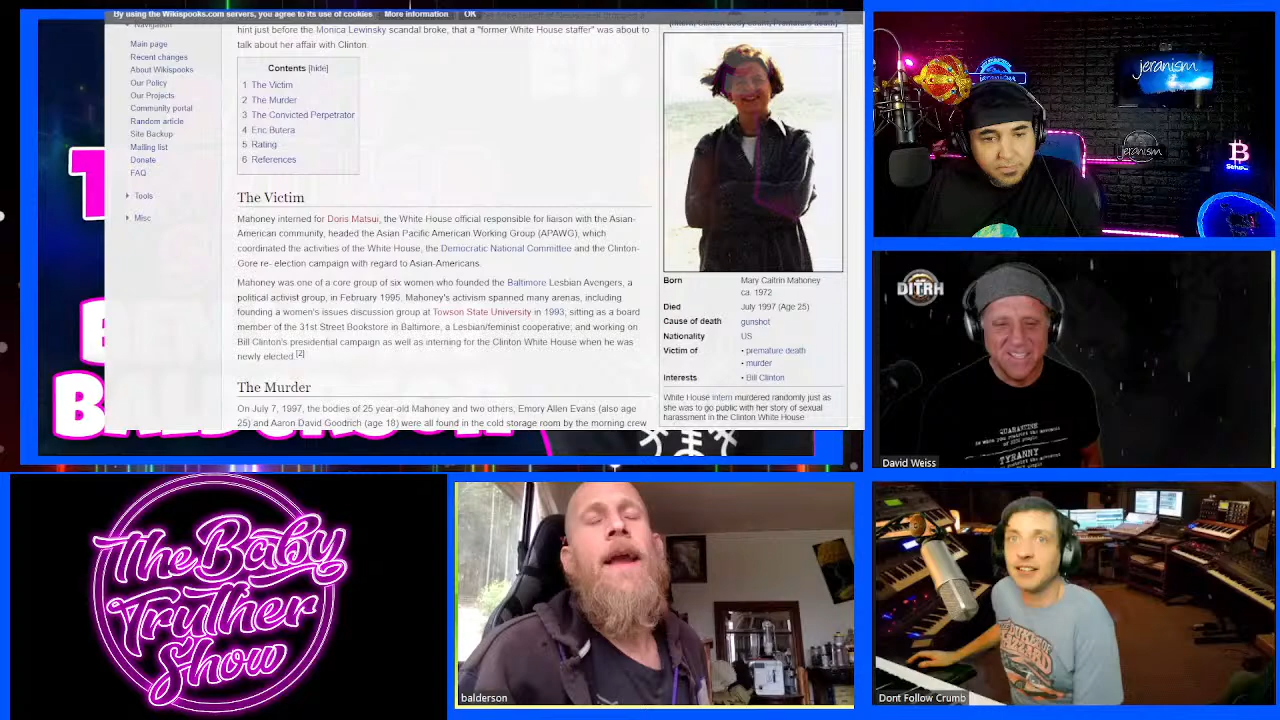 By using the Wikispooks.com servers, you agree to its use of cookies More information OK
Navigation
Main page
Recent changes
About Wikispooks
Our Policy
Our Projects
Community portal
Random article
Site Backup
Mailing list
Donate
FAQ
Tools
Misc
hint just before the Monica Lewinsky scandal broke, that a "former White House staffer" was about to
talk about her affair with Clinton.
Contents [hide]
1 The Victim
2 The Murder
3 The Convicted Perpetrator
4 Eric Butera
5 Rating
6 References
The Victim
Mahoney interned for Doris Matsui, the White House official responsible for liaison with the Asian-
American community, headed the Asian Pacific American Working Group (APAWG), which
coordinated the activities of the White House, the Democratic National Committee and the Clinton-
Gore re- election campaign with regard to Asian-Americans.
Mahoney was one of a core group of six women who founded the Baltimore Lesbian Avengers, a
political activist group, in February 1995. Mahoney's activism spanned many arenas, including
founding a women's issues discussion group at Towson State University in 1993, sitting as a board
member of the 31st Street Bookstore in Baltimore, a Lesbian/feminist cooperative; and working on
Bill Clinton's presidential campaign as well as interning for the Clinton White House when he was
newly elected.[2]
The Murder
On July 7, 1997, the bodies of 25 year-old Mahoney and two others, Emory Allen Evans (also age
25) and Aaron David Goodrich (age 18) were all found in the cold storage room by the morning crew
Born Mary Caitrin Mahoney
ca. 1972
Died July 1997 (Age 25)
Cause of death gunshot
Nationality US
Victim of • premature death
• murder
Interests • Bill Clinton
White House intern murdered randomly just as
she was to go public with her story of sexual
harassment in the Clinton White House
jeranism
jeranism
DITRH
QUARANTINE
TYRANNY
David Weiss
The Baby
Truther
Show
balderson
Dont Follow Crumb